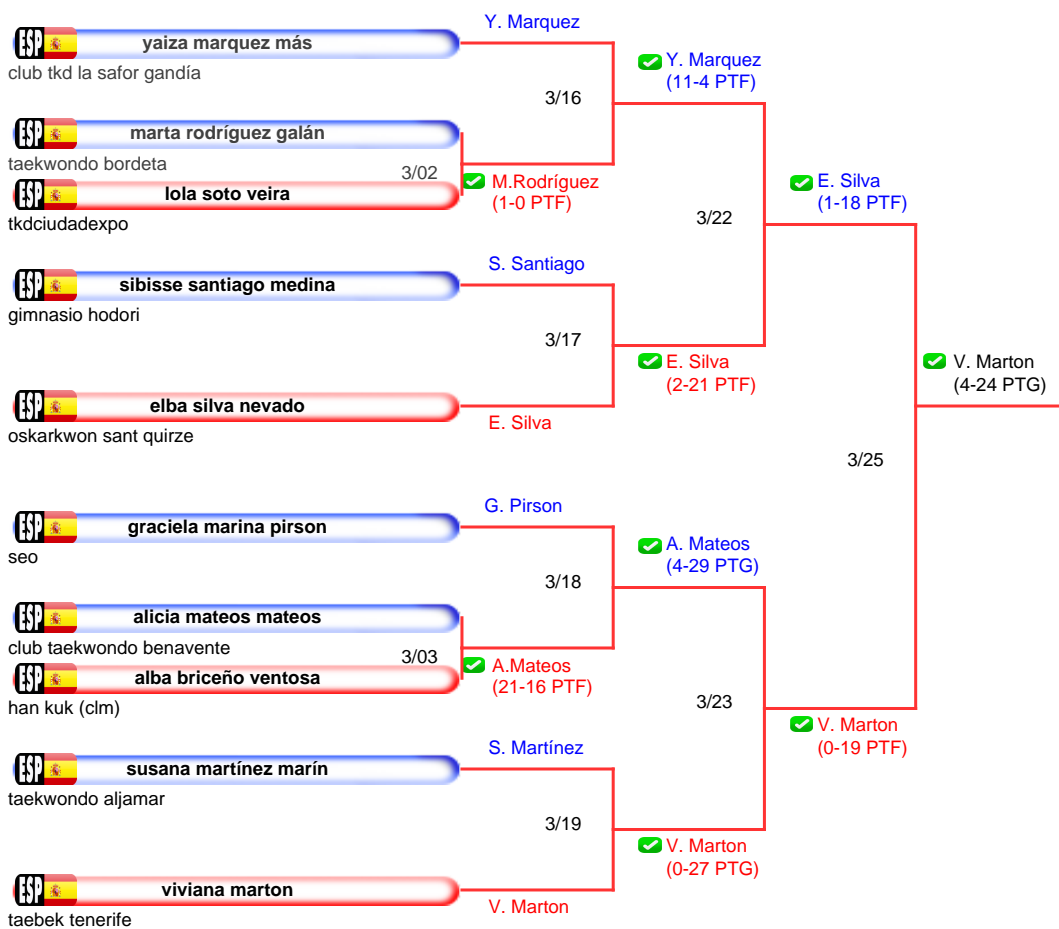 Y. Marquez
ESP yaiza marquez más
club tkd la safor gandía
Y. Marquez
(11-4 PTF)
3/16
ESP marta rodríguez galán
taekwondo bordeta
3/02
M.Rodríguez
(1-0 PTF)
ESP lola soto veira
tkdciudadexpo
E. Silva
(1-18 PTF)
3/22
S. Santiago
ESP sibisse santiago medina
gimnasio hodori
3/17
E. Silva
(2-21 PTF)
ESP elba silva nevado
E. Silva
oskarkwon sant quirze
V. Marton
(4-24 PTG)
3/25
G. Pirson
ESP graciela marina pirson
seo
A. Mateos
(4-29 PTG)
3/18
ESP alicia mateos mateos
club taekwondo benavente
3/03
A.Mateos
(21-16 PTF)
ESP alba briceño ventosa
han kuk (clm)
3/23
V. Marton
(0-19 PTF)
S. Martínez
ESP susana martínez marín
taekwondo aljamar
3/19
V. Marton
(0-27 PTG)
ESP viviana marton
V. Marton
taebek tenerife